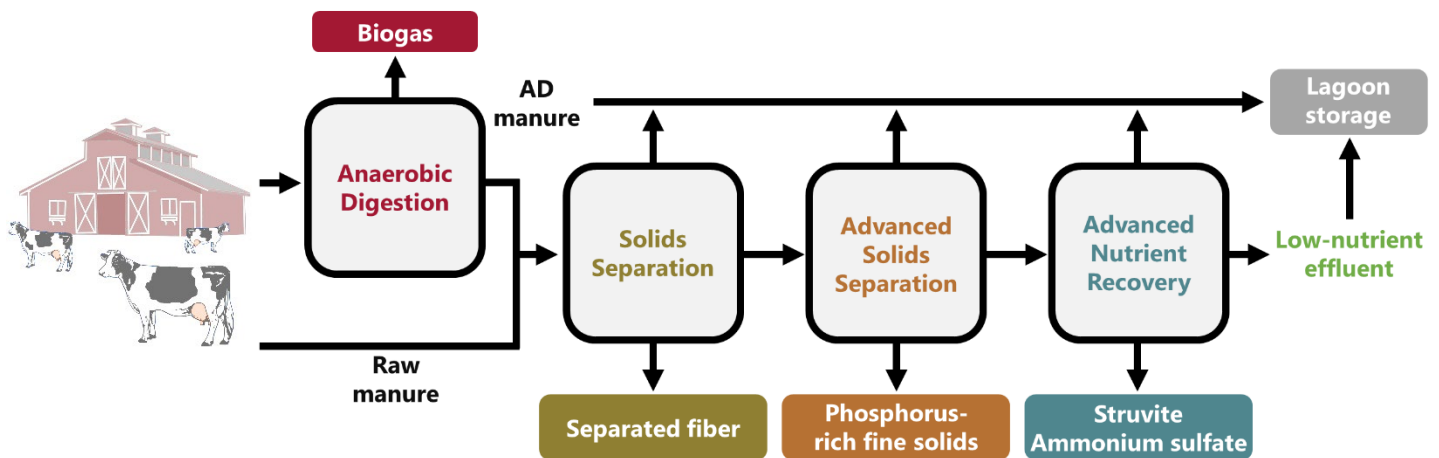 Biogas
AD
manure
Lagoon
storage
Anaerobic
Digestion
Solids
Separation
Advanced
Solids
Separation
Advanced
Nutrient
Recovery
Low-nutrient
effluent
Raw
manure
Separated fiber
Phosphorus-
rich fine solids
Struvite
Ammonium sulfate